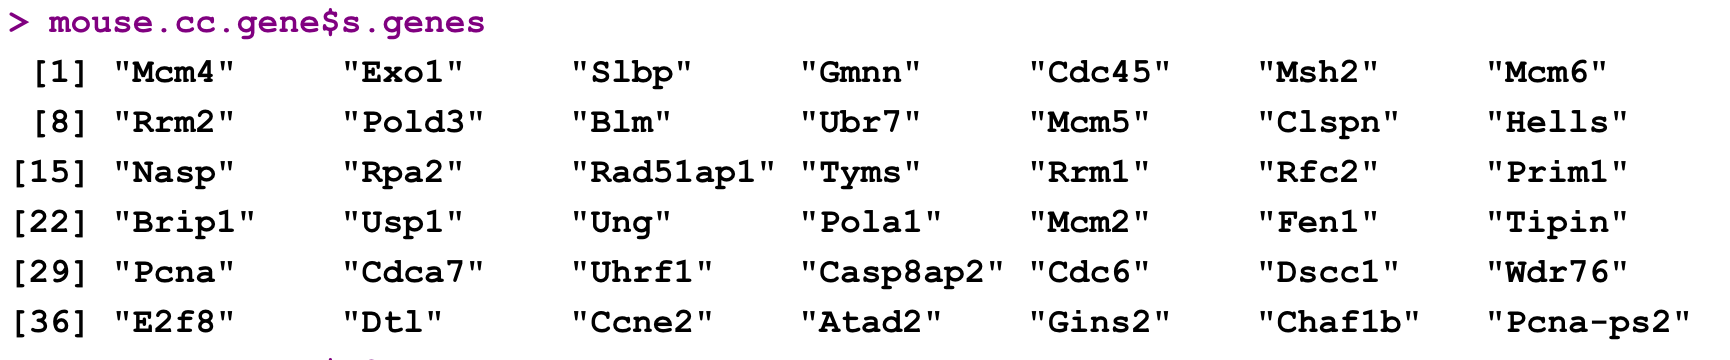 > mouse.cc.gene$s.genes
[1] "Mcm4" "Exo1" "Slbp" "Gmnn" "Cdc45" "Msh2" "Mcm6"
[8] "Rrm2" "Pold3" "Blm" "Ubr7" "Mcm5" "Clspn" "Hells"
[15] "Nasp" "Rpa2" "Rad51ap1" "Tyms" "Rrm1" "Rfc2" "Prim1"
[22] "Brip1" "Usp1" "Ung" "Pola1" "Mcm2" "Fen1" "Tipin"
[29] "Pcna" "Cdca7" "Uhrf1" "Casp8ap2" "Cdc6" "Dscc1" "Wdr76"
[36] "E2f8" "Dtl" "Ccne2" "Atad2" "Gins2" "Chaf1b" "Pcna-ps2"